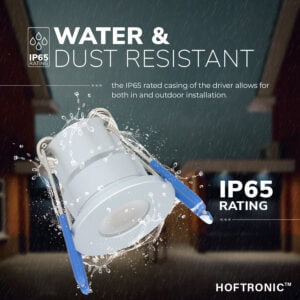 IP65
RATING
WATER &
DUST RESISTANT
the IP65 rated casing of the driver allows for
both in and outdoor installation.
IP65
RATING
HOFTRONIC™